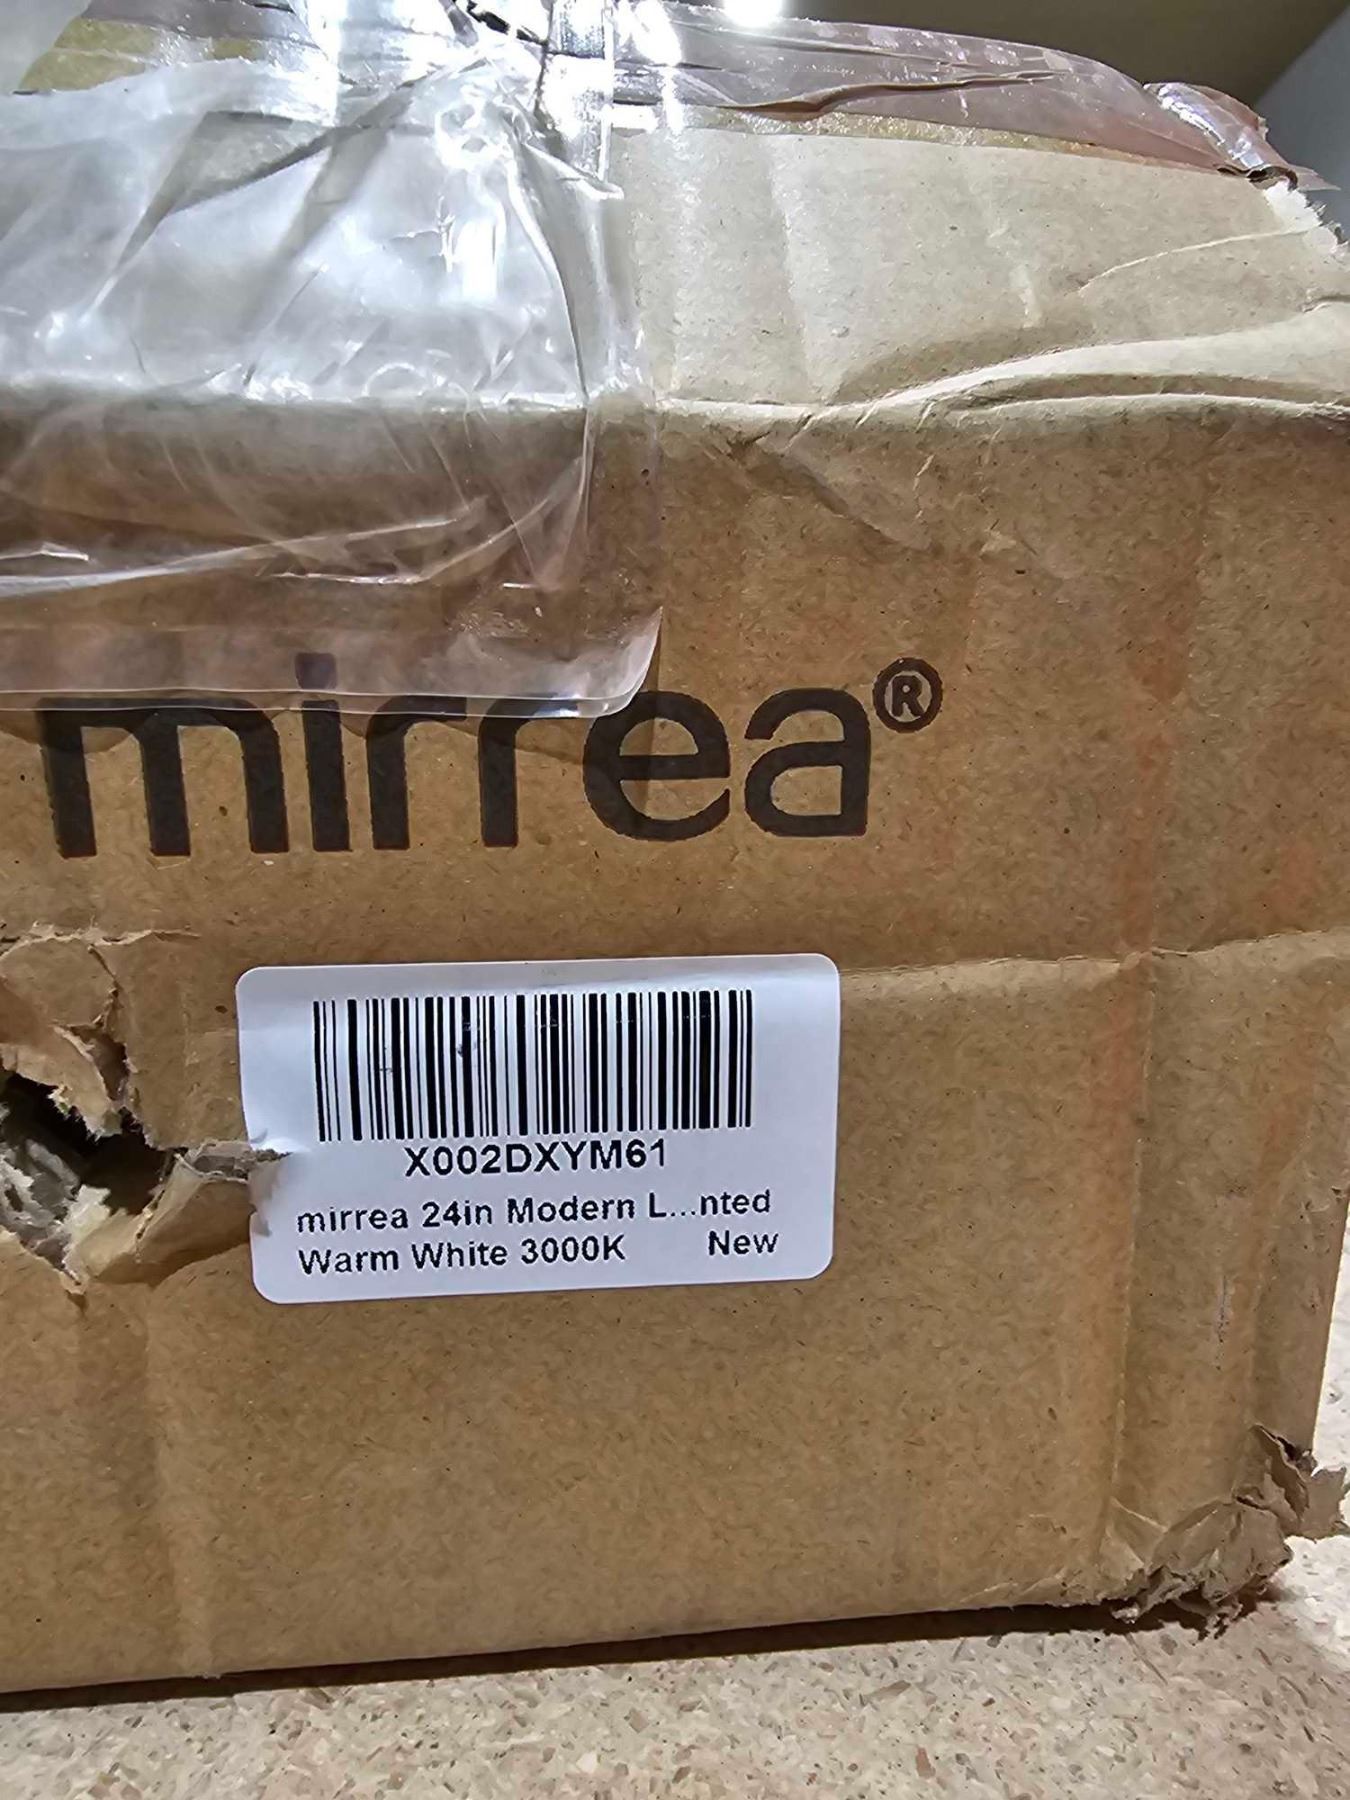 mirrea®
X002DXYM61
mirrea 24in Modern L...nted
Warm White 3000K New